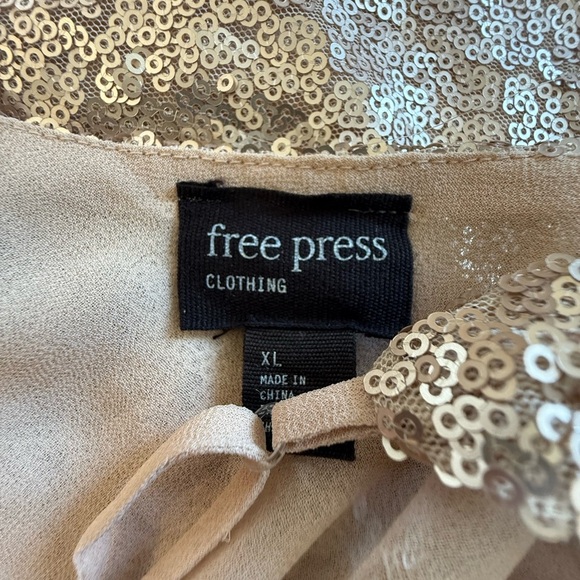 free press
CLOTHING
XL
MADE IN
CHINA